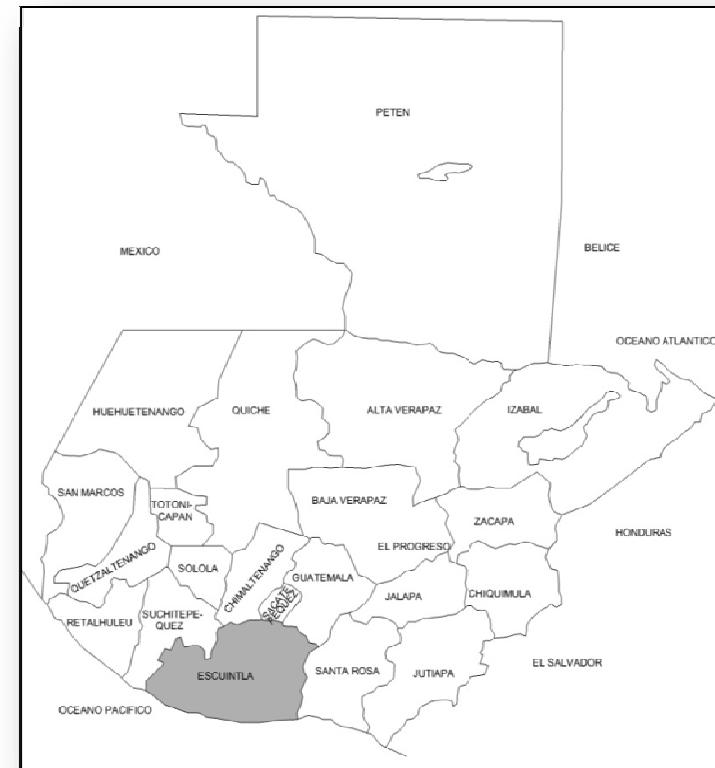 PETEN
MEXICO
BELICE
OCEANO ATLANTICO
HUEHUETENANGO
QUICHE
ALTA VERAPAZ
IZABAL
SAN MARCOS
TOTONI-
CAPAN
BAJA VERAPAZ
ZACAPA
HONDURAS
EL PROGRESO
QUETZALTENANGO
SOLOLA
CHIMALTENANGO
GUATEMALA
SACATE
PEQUEZ
JALAPA
CHIQUIMULA
RETALHULEU
SUCHITEPE-
QUEZ
ESCUINTLA
SANTA ROSA
JUTIAPA
EL SALVADOR
OCEANO PACIFICO